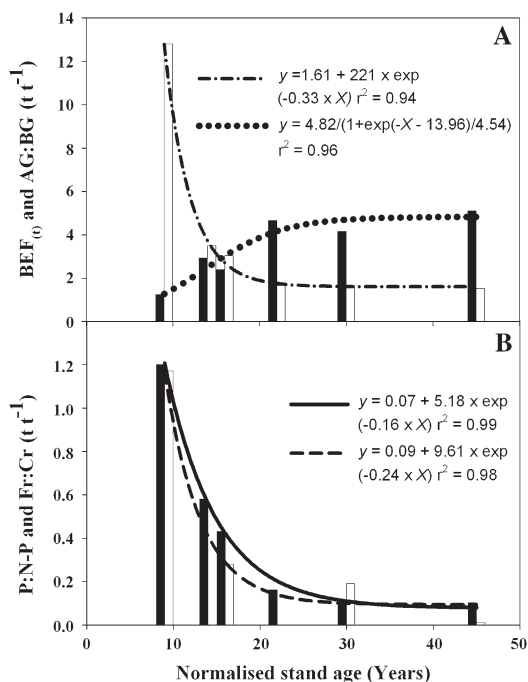 A
14
12
10
8
6
4
2
0
BEF(t) and AG:BG (t t-1)
y =1.61 + 221 x exp
(-0.33 x X) r2 = 0.94
y = 4.82/(1+exp(-X - 13.96)/4.54)
r2 = 0.96
B
1.2
1.0
0.8
0.6
0.4
0.2
0.0
P:N-P and Fr:Cr (t t-1)
y = 0.07 + 5.18 x exp
(-0.16 x X) r2 = 0.99
y = 0.09 + 9.61 x exp
(-0.24 x X) r2 = 0.98
0 10 20 30 40 50
Normalised stand age (Years)